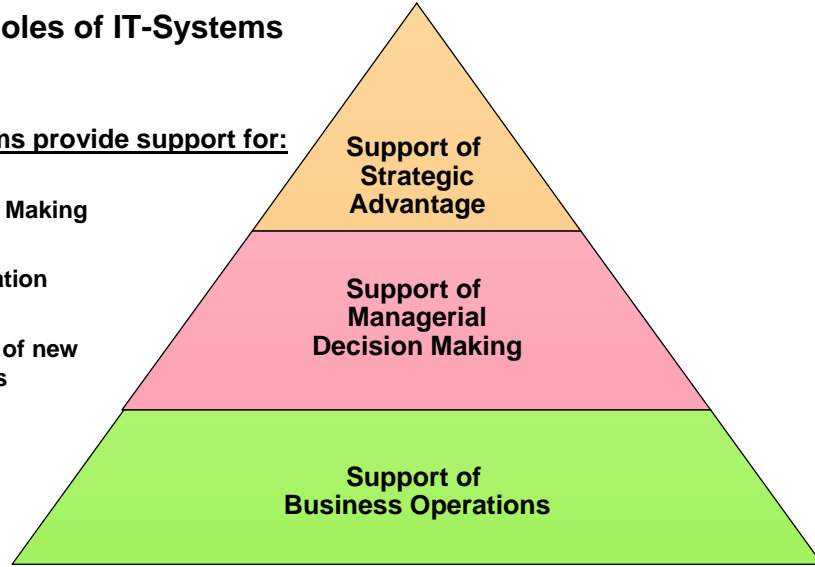 oles of IT-Systems
ms provide support for:
Making
ation
of new
s
Support of
Strategic
Advantage
Support of
Managerial
Decision Making
Support of
Business Operations